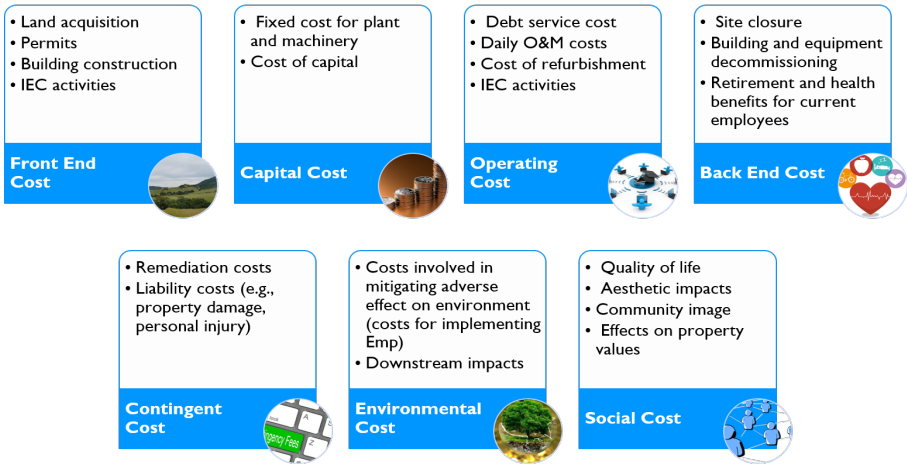 • Land acquisition
• Permits
• Building construction
• IEC activities
Front End
Cost
• Fixed cost for plant
and machinery
• Cost of capital
Capital Cost
• Debt service cost
• Daily O&M costs
• Cost of refurbishment
• IEC activities
Operating
Cost
• Site closure
• Building and equipment
decommissioning
• Retirement and health
benefits for current
employees
Back End Cost
• Remediation costs
• Liability costs (e.g.,
property damage,
personal injury)
Contingent
Cost
A
Z
ngency Fees
• Costs involved in
mitigating adverse
effect on environment
(costs for implementing
Emp)
• Downstream impacts
Environmental
Cost
• Quality of life
• Aesthetic impacts
• Community image
• Effects on property
values
Social Cost